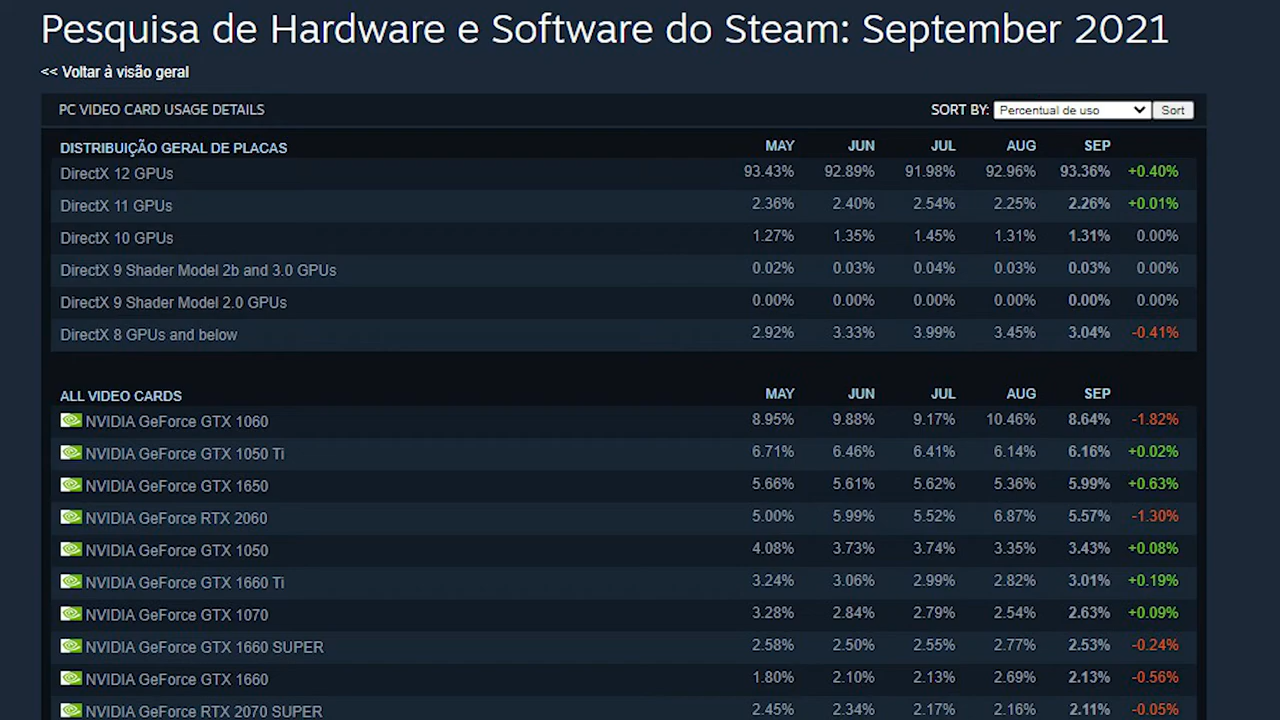 Pesquisa de Hardware e Software do Steam: September 2021
<< Voltar à visão geral
PC VIDEO CARD USAGE DETAILS SORT BY: Percentual de uso Sort
DISTRIBUIÇÃO GERAL DE PLACAS MAY JUN JUL AUG SEP
DirectX 12 GPUs 93.43% 92.89% 91.98% 92.96% 93.36% +0.40%
DirectX 11 GPUs 2.36% 2.40% 2.54% 2.25% 2.26% +0.01%
DirectX 10 GPUs 1.27% 1.35% 1.45% 1.31% 1.31% 0.00%
DirectX 9 Shader Model 2b and 3.0 GPUs 0.02% 0.03% 0.04% 0.03% 0.03% 0.00%
DirectX 9 Shader Model 2.0 GPUs 0.00% 0.00% 0.00% 0.00% 0.00% 0.00%
DirectX 8 GPUs and below 2.92% 3.33% 3.99% 3.45% 3.04% -0.41%
ALL VIDEO CARDS MAY JUN JUL AUG SEP
NVIDIA GeForce GTX 1060 8.95% 9.88% 9.17% 10.46% 8.64% -1.82%
NVIDIA GeForce GTX 1050 Ti 6.71% 6.46% 6.41% 6.14% 6.16% +0.02%
NVIDIA GeForce GTX 1650 5.66% 5.61% 5.62% 5.36% 5.99% +0.63%
NVIDIA GeForce RTX 2060 5.00% 5.99% 5.52% 6.87% 5.57% -1.30%
NVIDIA GeForce GTX 1050 4.08% 3.73% 3.74% 3.35% 3.43% +0.08%
NVIDIA GeForce GTX 1660 Ti 3.24% 3.06% 2.99% 2.82% 3.01% +0.19%
NVIDIA GeForce GTX 1070 3.28% 2.84% 2.79% 2.54% 2.63% +0.09%
NVIDIA GeForce GTX 1660 SUPER 2.58% 2.50% 2.55% 2.77% 2.53% -0.24%
NVIDIA GeForce GTX 1660 1.80% 2.10% 2.13% 2.69% 2.13% -0.56%
NVIDIA GeForce RTX 2070 SUPER 2.45% 2.34% 2.17% 2.16% 2.11% -0.05%